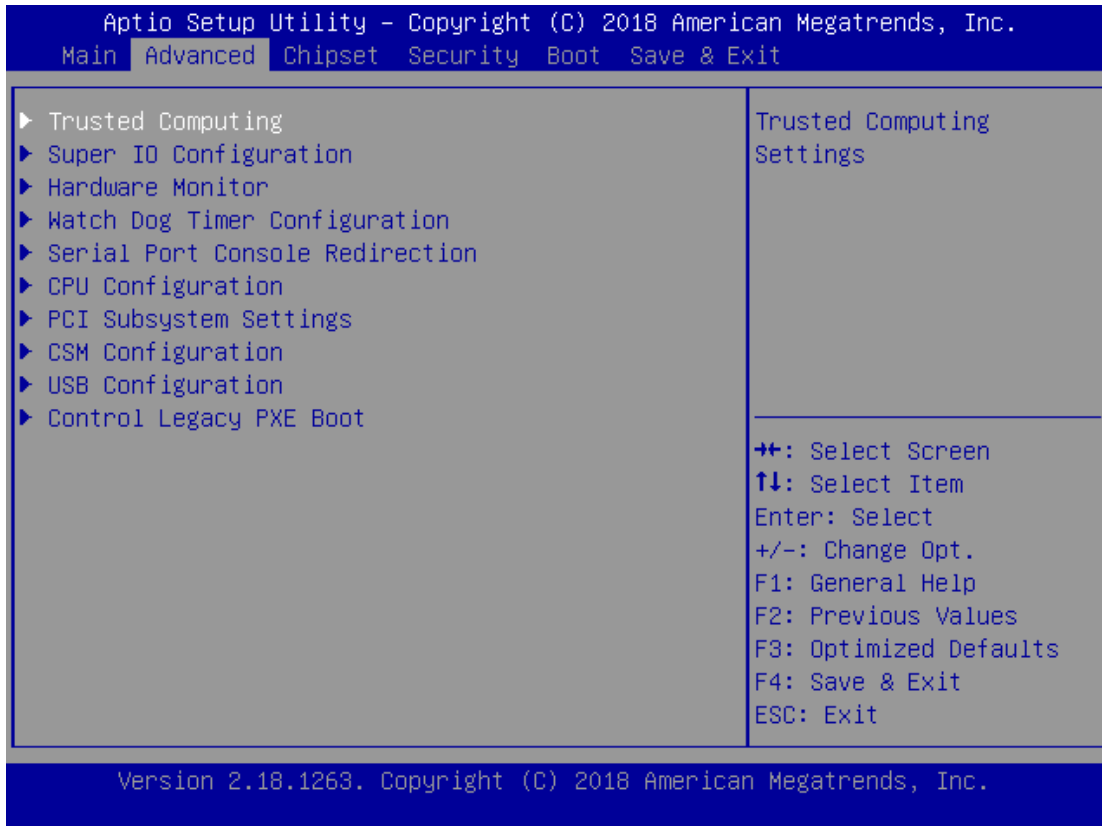 Aptio Setup Utility – Copyright (C) 2018 American Megatrends, Inc.
Main Advanced Chipset Security Boot Save & Exit
Trusted Computing
Super IO Configuration
Hardware Monitor
Watch Dog Timer Configuration
Serial Port Console Redirection
CPU Configuration
PCI Subsystem Settings
CSM Configuration
USB Configuration
Control Legacy PXE Boot
Trusted Computing
Settings
→←: Select Screen
↑↓: Select Item
Enter: Select
+/-: Change Opt.
F1: General Help
F2: Previous Values
F3: Optimized Defaults
F4: Save & Exit
ESC: Exit
Version 2.18.1263. Copyright (C) 2018 American Megatrends, Inc.